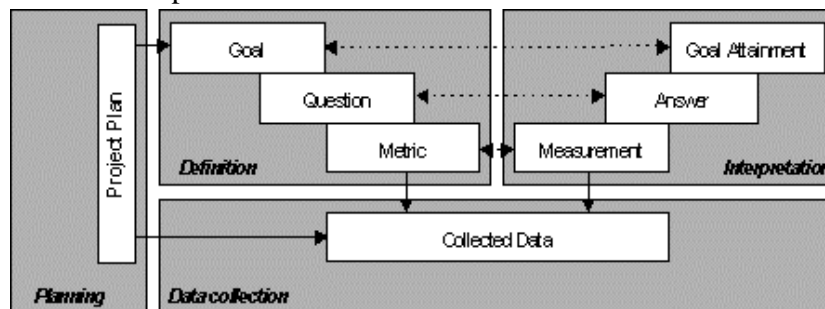 Goal
Goal Attainment
Question
Answer
Project Plan
Metric
Measurement
Definition
Interpretation
Collected Data
Planning
Data collection